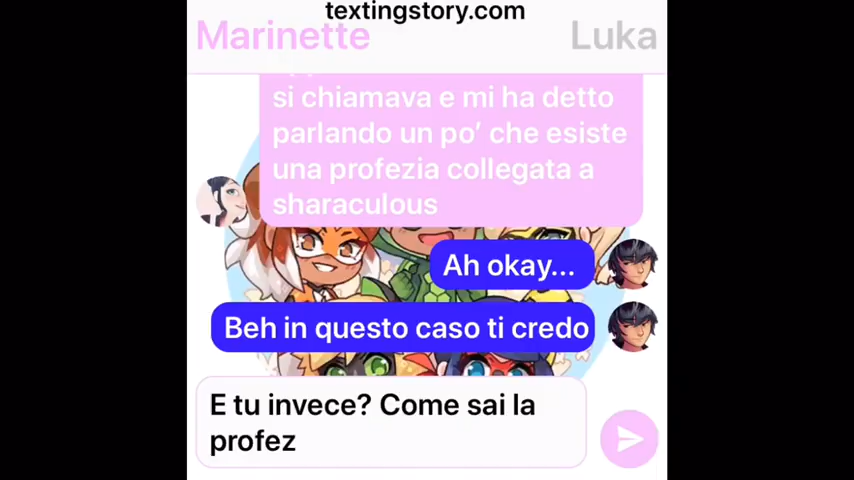 textingstory.com
Marinette
Luka
si chiamava e mi ha detto
parlando un po' che esiste
una profezia collegata a
sharaculous
Ah okay...
Beh in questo caso ti credo
E tu invece? Come sai la
profez